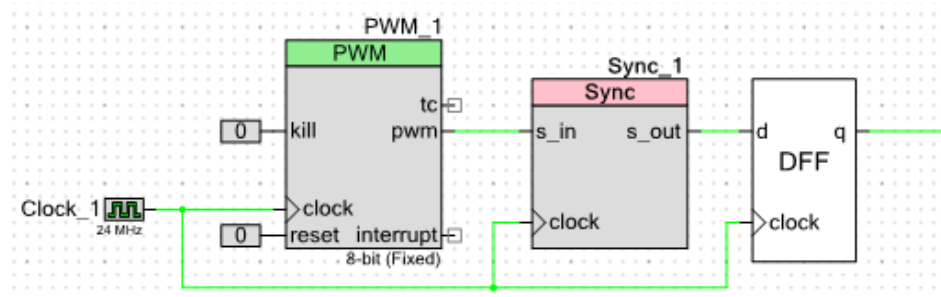 PWM_1
PWM
tc
0 kill pwm
Clock_1
24 MHz
clock
0 reset interrupt
8-bit (Fixed)
Sync_1
Sync
s_in s_out
clock
d q
DFF
clock